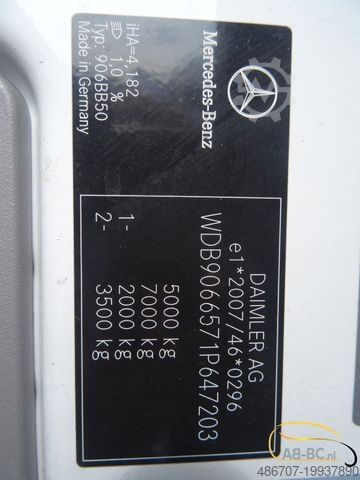 Mercedes-Benz
iHA=4,182
1,0 %
Typ: 906BB50
Made in Germany
DAIMLER AG
e1*2007/46*0296
WDB9066571P647203
5000 kg
7000 kg
1- 2000 kg
2- 3500 kg
AB-BC.nl
486707-19937890